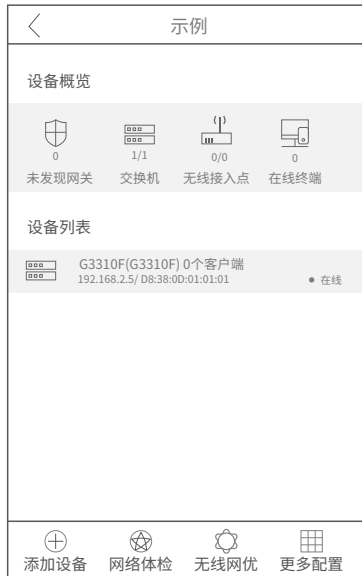 示例
设备概览
0 1/1 0/0 0
未发现网关 交换机 无线接入点 在线终端
设备列表
G3310F(G3310F) 0个客户端
192.168.2.5/ D8:38:0D:01:01:01 在线
添加设备 网络体检 无线网优 更多配置